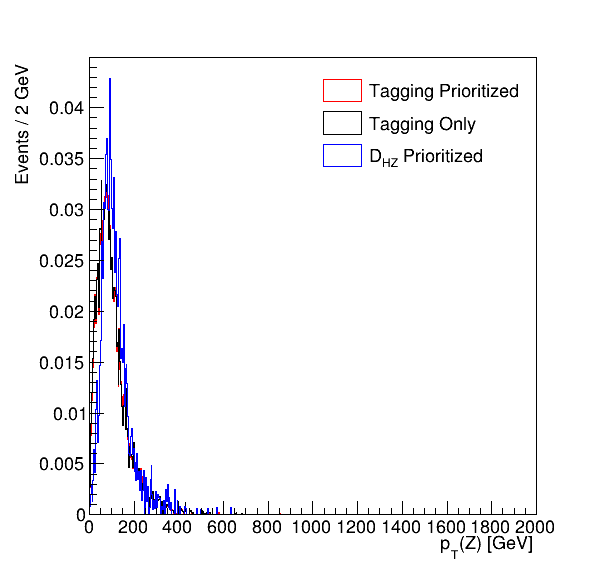 Events / 2 GeV
0.04
0.035
0.03
0.025
0.02
0.015
0.01
0.005
0
Tagging Prioritized
Tagging Only
D_HZ Prioritized
0 200 400 600 800 1000 1200 1400 1600 1800 2000
p_T(Z) [GeV]